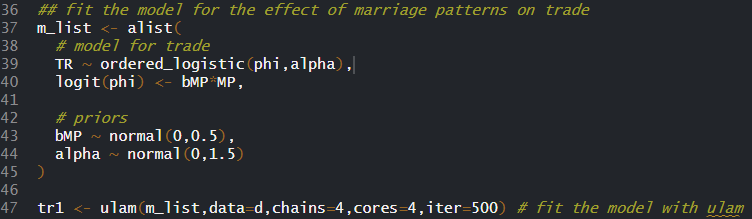 36 ## fit the model for the effect of marriage patterns on trade
37 m_list <- alist(
38   # model for trade
39   TR ~ ordered_logistic(phi,alpha),
40   logit(phi) <- bMP*MP,
41
42   # priors
43   bMP ~ normal(0,0.5),
44   alpha ~ normal(0,1.5)
45 )
46
47 tr1 <- ulam(m_list,data=d,chains=4,cores=4,iter=500) # fit the model with ulam